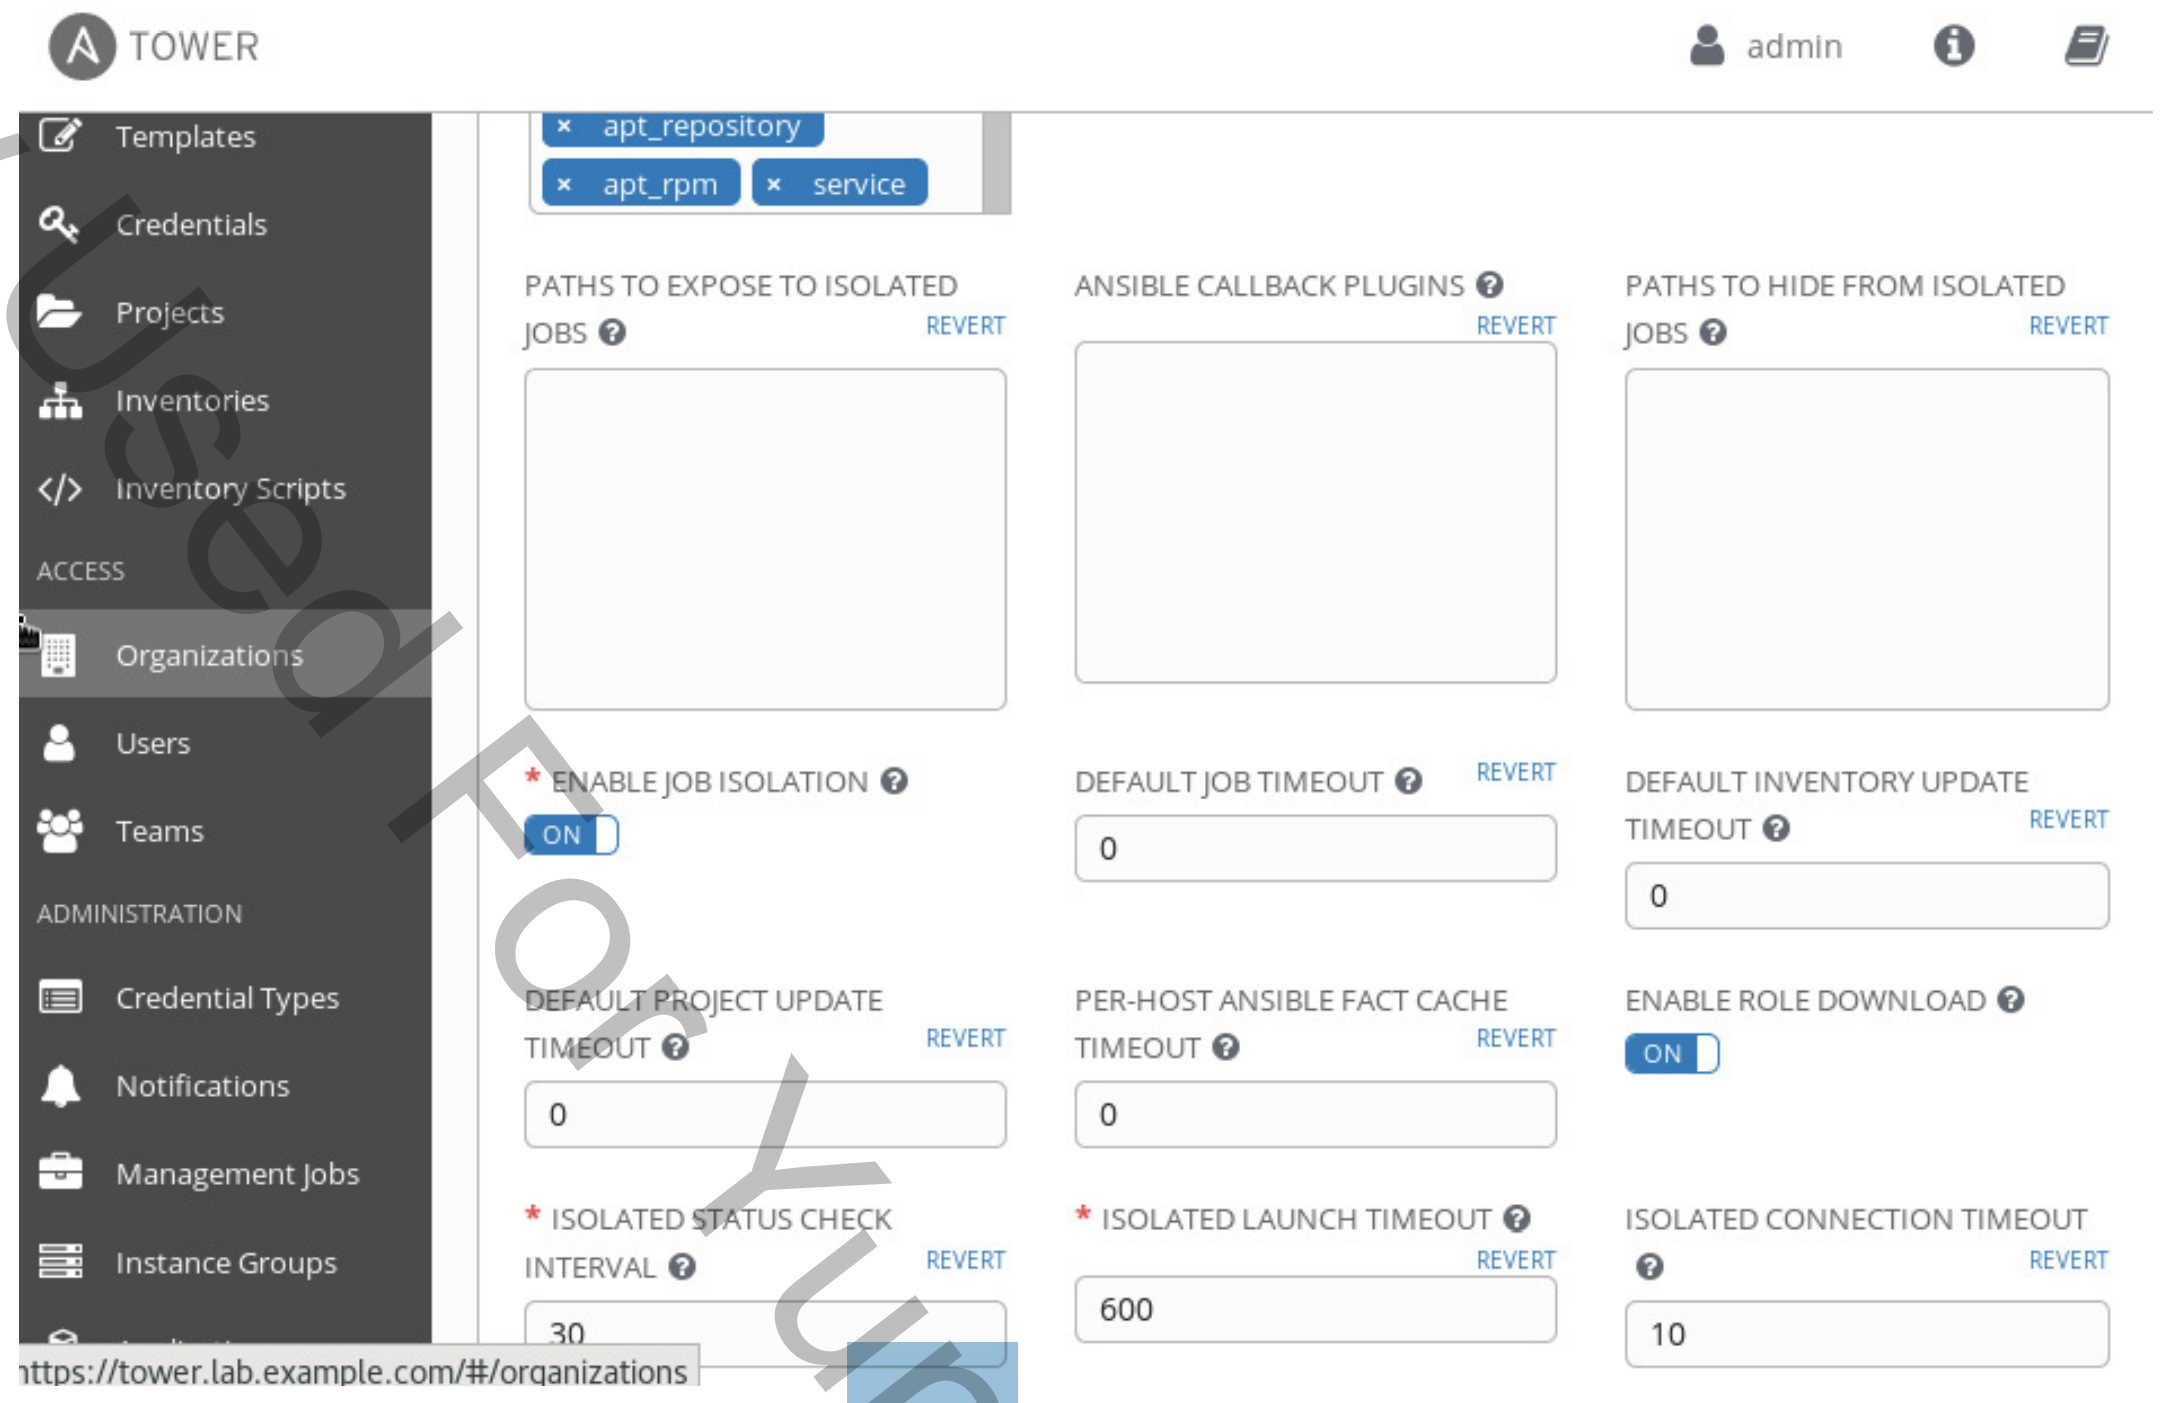 TOWER
admin
Templates
Credentials
Projects
Inventories
Inventory Scripts
ACCESS
Organizations
Users
Teams
ADMINISTRATION
Credential Types
Notifications
Management Jobs
Instance Groups
https://tower.lab.example.com/#/organizations
× apt_repository
× apt_rpm × service
PATHS TO EXPOSE TO ISOLATED
JOBS ? REVERT
ANSIBLE CALLBACK PLUGINS ?
REVERT
PATHS TO HIDE FROM ISOLATED
JOBS ? REVERT
* ENABLE JOB ISOLATION ?
ON
DEFAULT JOB TIMEOUT ? REVERT
0
DEFAULT INVENTORY UPDATE
TIMEOUT ? REVERT
0
DEFAULT PROJECT UPDATE
TIMEOUT ? REVERT
0
PER-HOST ANSIBLE FACT CACHE
TIMEOUT ? REVERT
0
ENABLE ROLE DOWNLOAD ?
ON
* ISOLATED STATUS CHECK
INTERVAL ? REVERT
30
* ISOLATED LAUNCH TIMEOUT ?
REVERT
600
ISOLATED CONNECTION TIMEOUT
? REVERT
10
Used For